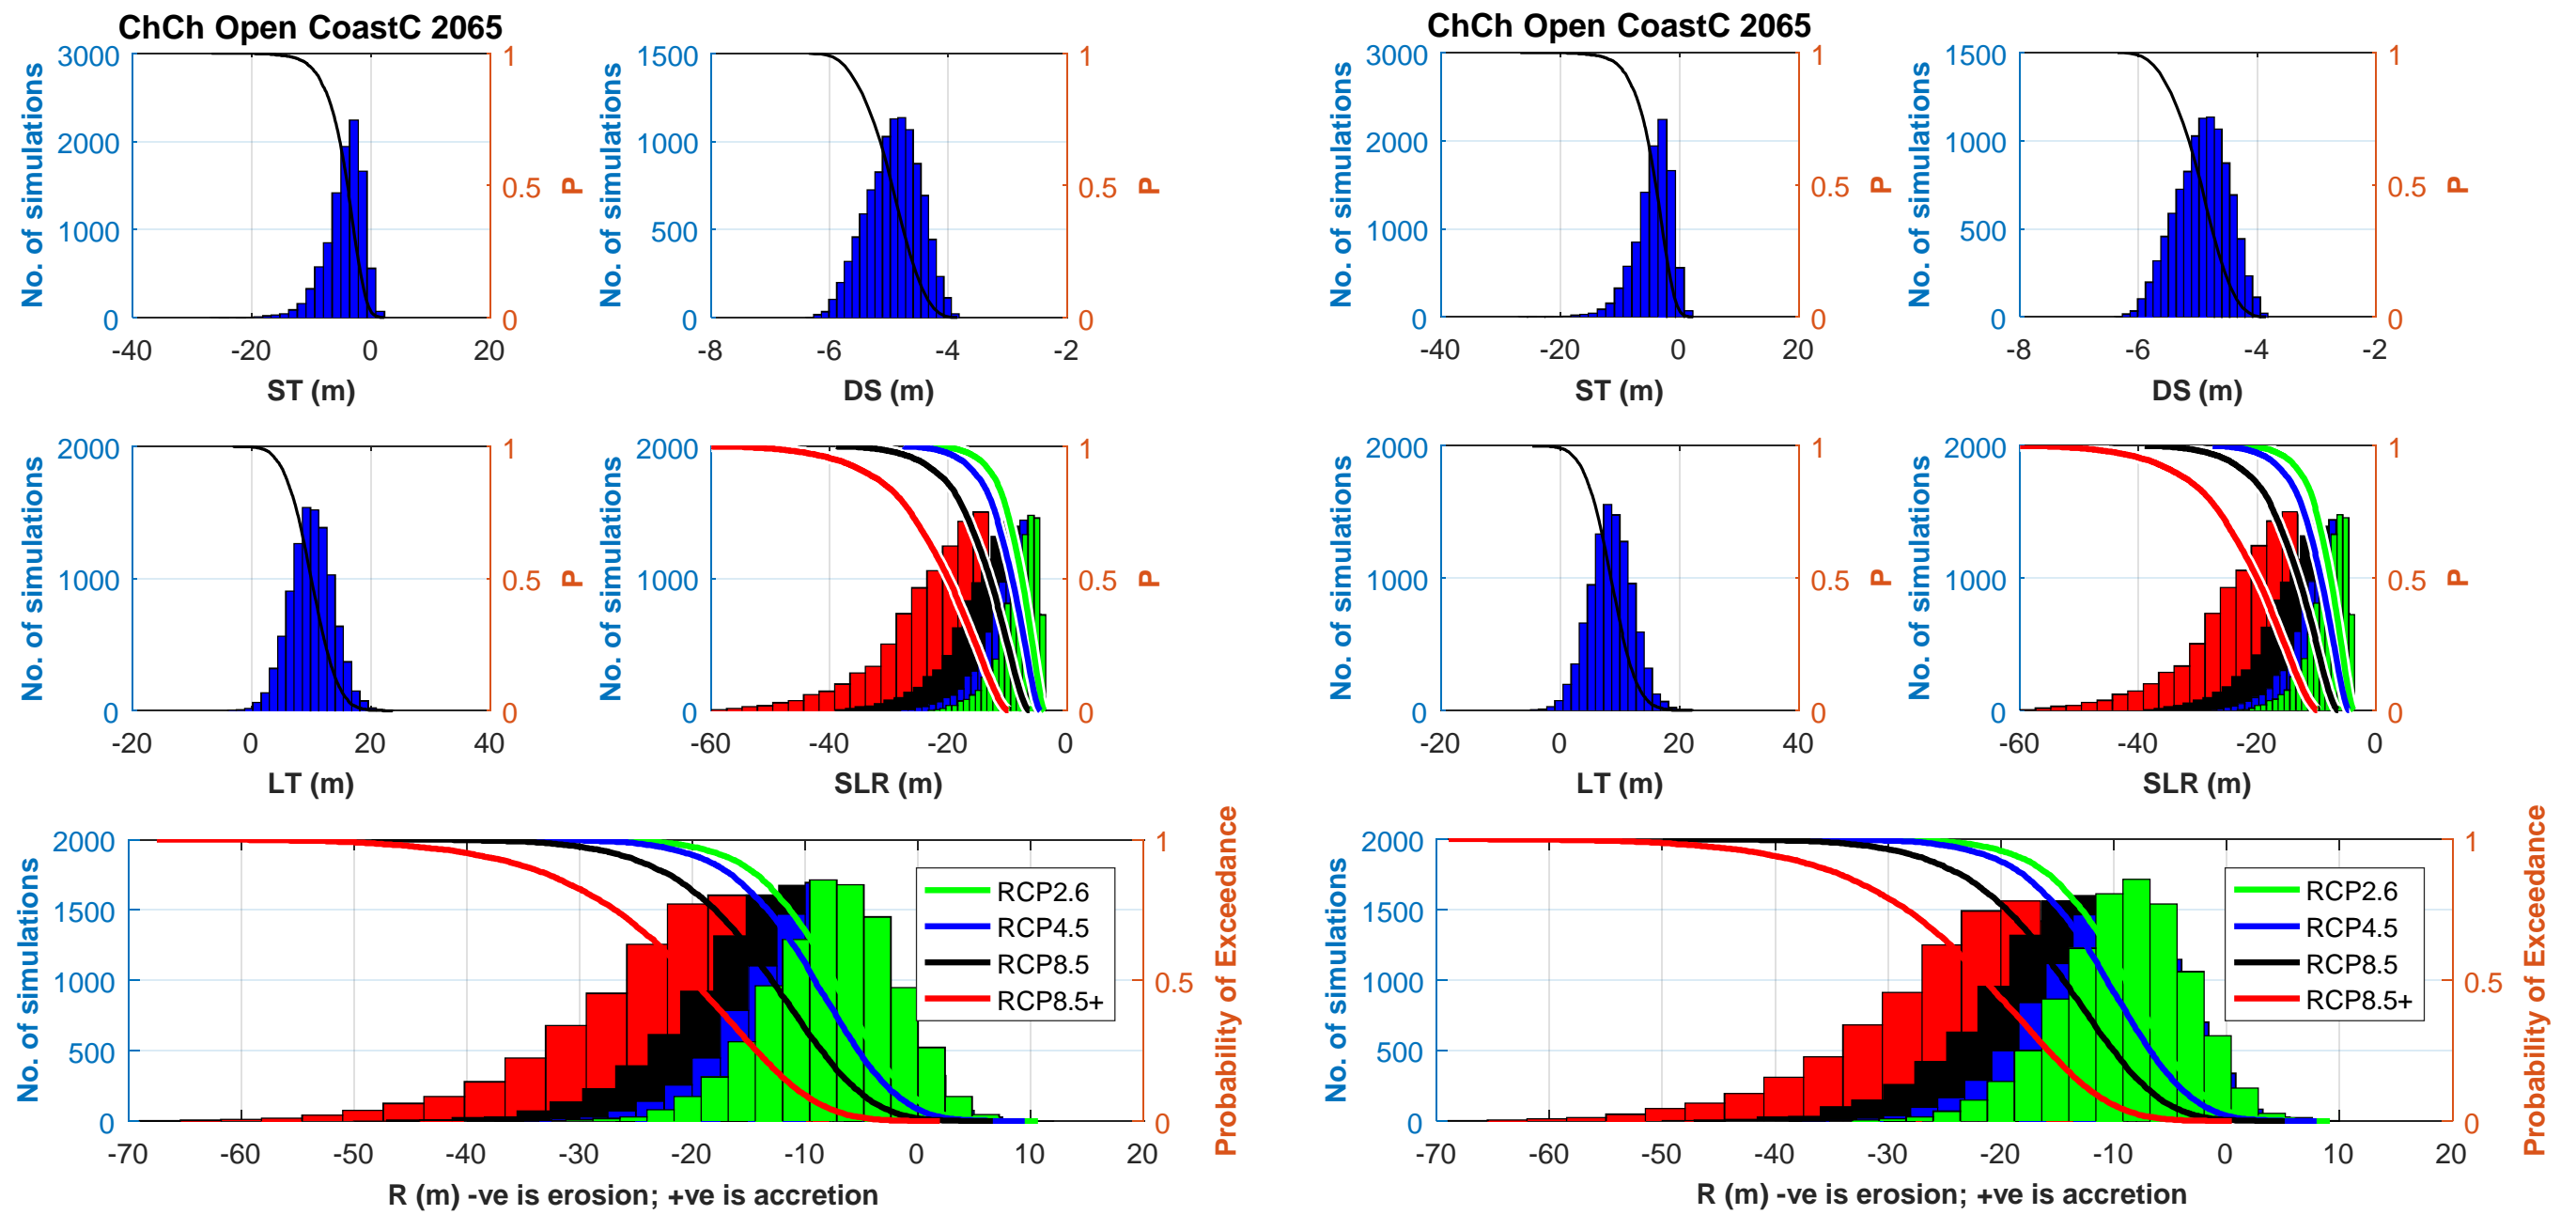 ChCh Open CoastC 2065
No. of simulations
3000
2000
1000
0
1
0.5
0
P
-40 -20 0 20
ST (m)
No. of simulations
1500
1000
500
0
1
0.5
0
P
-8 -6 -4 -2
DS (m)
No. of simulations
2000
1000
0
1
0.5
0
P
-20 0 20 40
LT (m)
No. of simulations
2000
1000
0
1
0.5
0
P
-60 -40 -20 0
SLR (m)
No. of simulations
2000
1500
1000
500
0
RCP2.6
RCP4.5
RCP8.5
RCP8.5+
1
0.5
0
Probability of Exceedance
-70 -60 -50 -40 -30 -20 -10 0 10 20
R (m) -ve is erosion; +ve is accretion
ChCh Open CoastC 2065
No. of simulations
3000
2000
1000
0
1
0.5
0
P
-40 -20 0 20
ST (m)
No. of simulations
1500
1000
500
0
1
0.5
0
P
-8 -6 -4 -2
DS (m)
No. of simulations
2000
1000
0
1
0.5
0
P
-20 0 20 40
LT (m)
No. of simulations
2000
1000
0
1
0.5
0
P
-60 -40 -20 0
SLR (m)
No. of simulations
2000
1500
1000
500
0
RCP2.6
RCP4.5
RCP8.5
RCP8.5+
1
0.5
0
Probability of Exceedance
-70 -60 -50 -40 -30 -20 -10 0 10 20
R (m) -ve is erosion; +ve is accretion